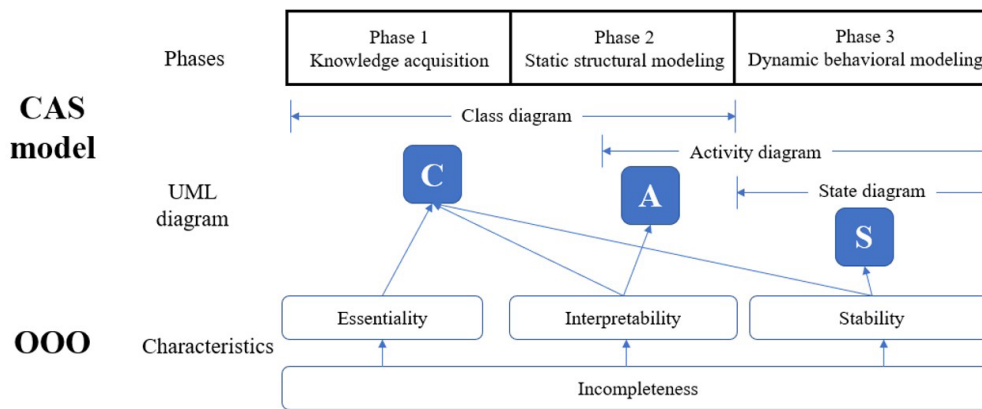 Phases
Phase 1
Knowledge acquisition
Phase 2
Static structural modeling
Phase 3
Dynamic behavioral modeling
CAS
model
Class diagram
Activity diagram
State diagram
UML
diagram
C
A
S
OOO
Characteristics
Essentiality
Interpretability
Stability
Incompleteness